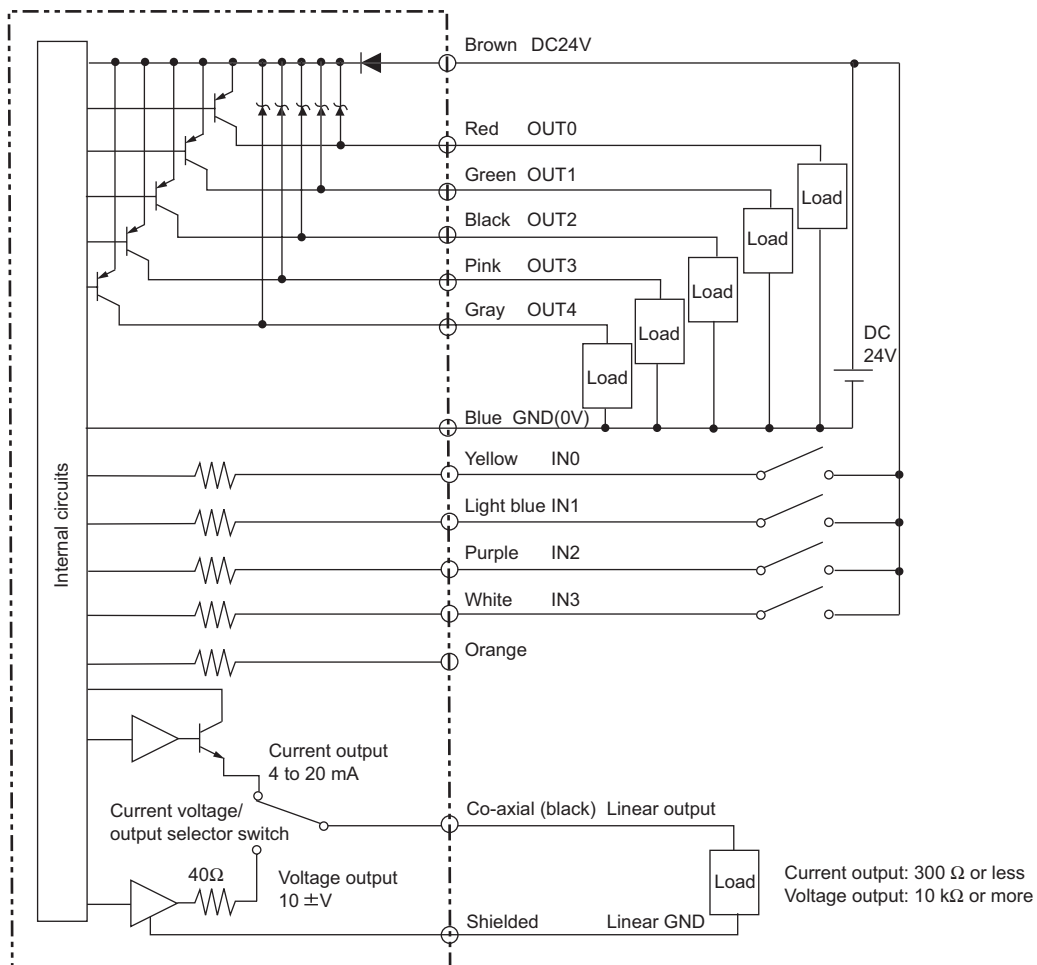 Brown DC24V
Red OUT0
Green OUT1
Load
Black OUT2
Load
Pink OUT3
Load
Gray OUT4
Load
DC
24V
Load
Blue GND(0V)
Yellow IN0
Light blue IN1
Internal circuits
Purple IN2
White IN3
Orange
Current output
4 to 20 mA
Current voltage/
output selector switch
Co-axial (black) Linear output
40Ω
Voltage output
10 ±V
Load
Current output: 300 Ω or less
Voltage output: 10 kΩ or more
Shielded Linear GND